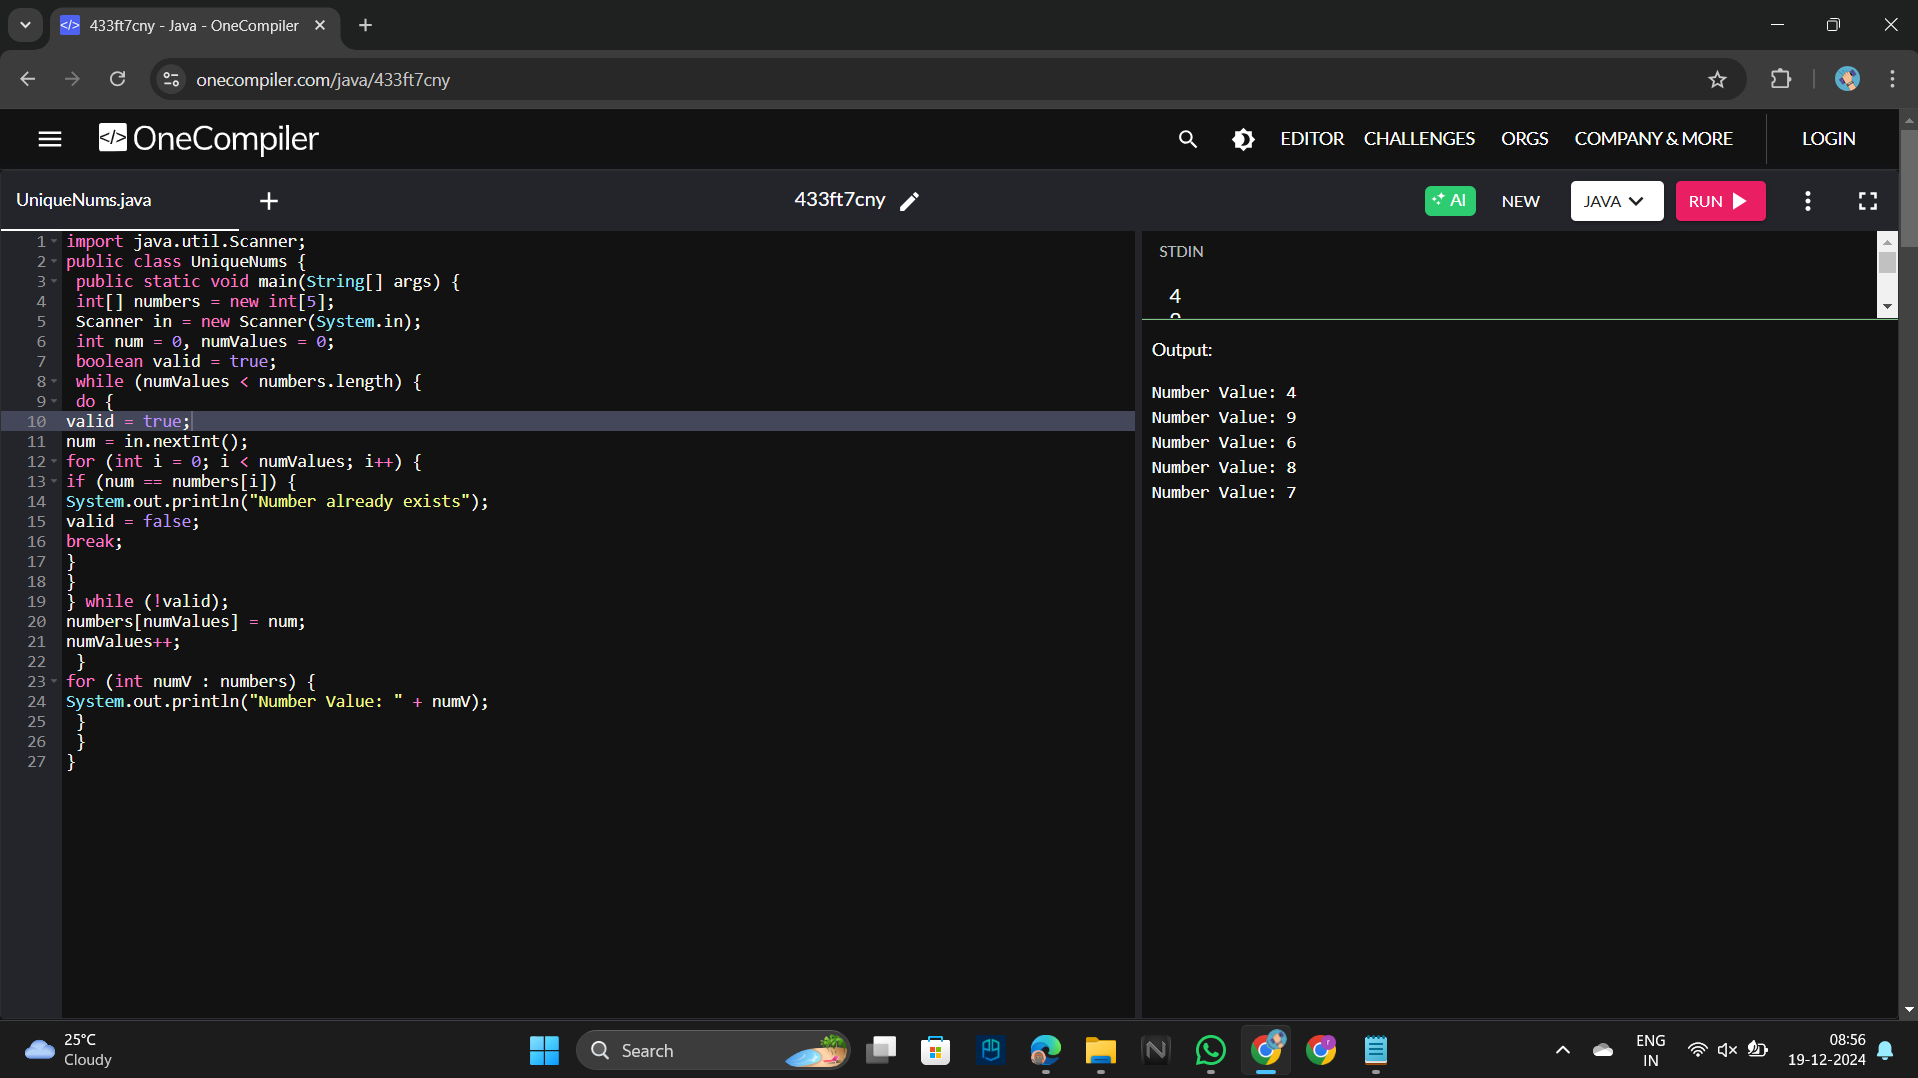 433ft7cny - Java - OneCompiler
onecompiler.com/java/433ft7cny
</> OneCompiler
EDITOR CHALLENGES ORGS COMPANY & MORE LOGIN
UniqueNums.java
433ft7cny
AI NEW JAVA RUN
1 import java.util.Scanner;
2 public class UniqueNums {
3 public static void main(String[] args) {
4 int[] numbers = new int[5];
5 Scanner in = new Scanner(System.in);
6 int num = 0, numValues = 0;
7 boolean valid = true;
8 while (numValues < numbers.length) {
9 do {
10 valid = true;
11 num = in.nextInt();
12 for (int i = 0; i < numValues; i++) {
13 if (num == numbers[i]) {
14 System.out.println("Number already exists");
15 valid = false;
16 break;
17 }
18 }
19 } while (!valid);
20 numbers[numValues] = num;
21 numValues++;
22 }
23 for (int numV : numbers) {
24 System.out.println("Number Value: " + numV);
25 }
26 }
27 }
STDIN
4
Output:
Number Value: 4
Number Value: 9
Number Value: 6
Number Value: 8
Number Value: 7
25°C
Cloudy
Search
ENG
IN
08:56
19-12-2024